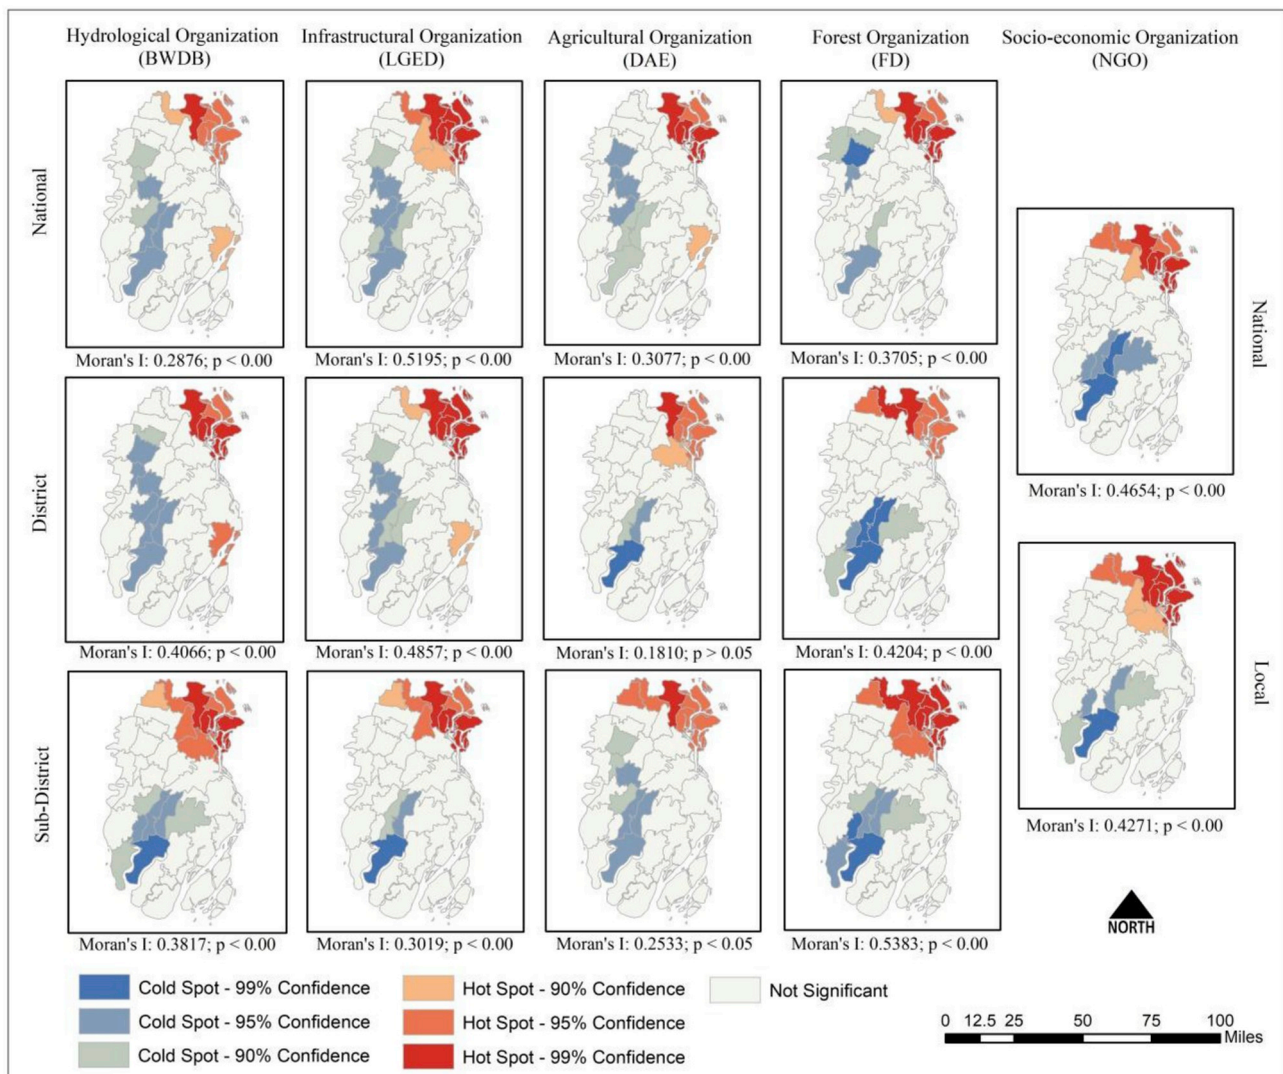 Hydrological Organization
(BWDB)
Infrastructural Organization
(LGED)
Agricultural Organization
(DAE)
Forest Organization
(FD)
Socio-economic Organization
(NGO)
National
Moran's I: 0.2876; p < 0.00
Moran's I: 0.5195; p < 0.00
Moran's I: 0.3077; p < 0.00
Moran's I: 0.3705; p < 0.00
National
Moran's I: 0.4654; p < 0.00
District
Moran's I: 0.4066; p < 0.00
Moran's I: 0.4857; p < 0.00
Moran's I: 0.1810; p > 0.05
Moran's I: 0.4204; p < 0.00
Local
Moran's I: 0.4271; p < 0.00
Sub-District
Moran's I: 0.3817; p < 0.00
Moran's I: 0.3019; p < 0.00
Moran's I: 0.2533; p < 0.05
Moran's I: 0.5383; p < 0.00
NORTH
Cold Spot - 99% Confidence
Cold Spot - 95% Confidence
Cold Spot - 90% Confidence
Hot Spot - 90% Confidence
Hot Spot - 95% Confidence
Hot Spot - 99% Confidence
Not Significant
0 12.5 25 50 75 100
Miles